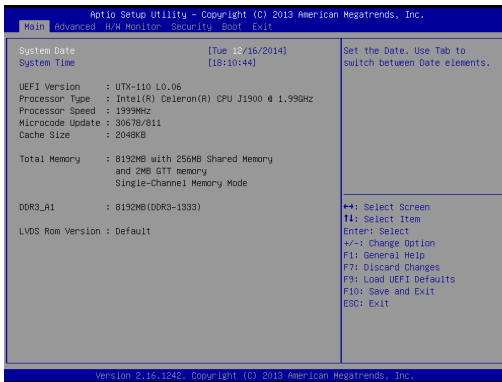 Aptio Setup Utility - Copyright (C) 2013 American Megatrends, Inc.
Main Advanced H/W Monitor Security Boot Exit
System Date [Tue 12/16/2014]
System Time [18:10:44]
UEFI Version : UTX-110 L0.06
Processor Type : Intel(R) Celeron(R) CPU J1900 @ 1.99GHz
Processor Speed : 1999MHz
Microcode Update : 30678/811
Cache Size : 2048KB
Total Memory : 8192MB with 256MB Shared Memory
and 2MB GTT memory
Single-Channel Memory Mode
DDR3_A1 : 8192MB(DDR3-1333)
LVDS Rom Version : Default
Set the Date. Use Tab to
switch between Date elements.
↔: Select Screen
↑↓: Select Item
Enter: Select
+/-: Change Option
F1: General Help
F7: Discard Changes
F9: Load UEFI Defaults
F10: Save and Exit
ESC: Exit
Version 2.16.1242. Copyright (C) 2013 American Megatrends, Inc.